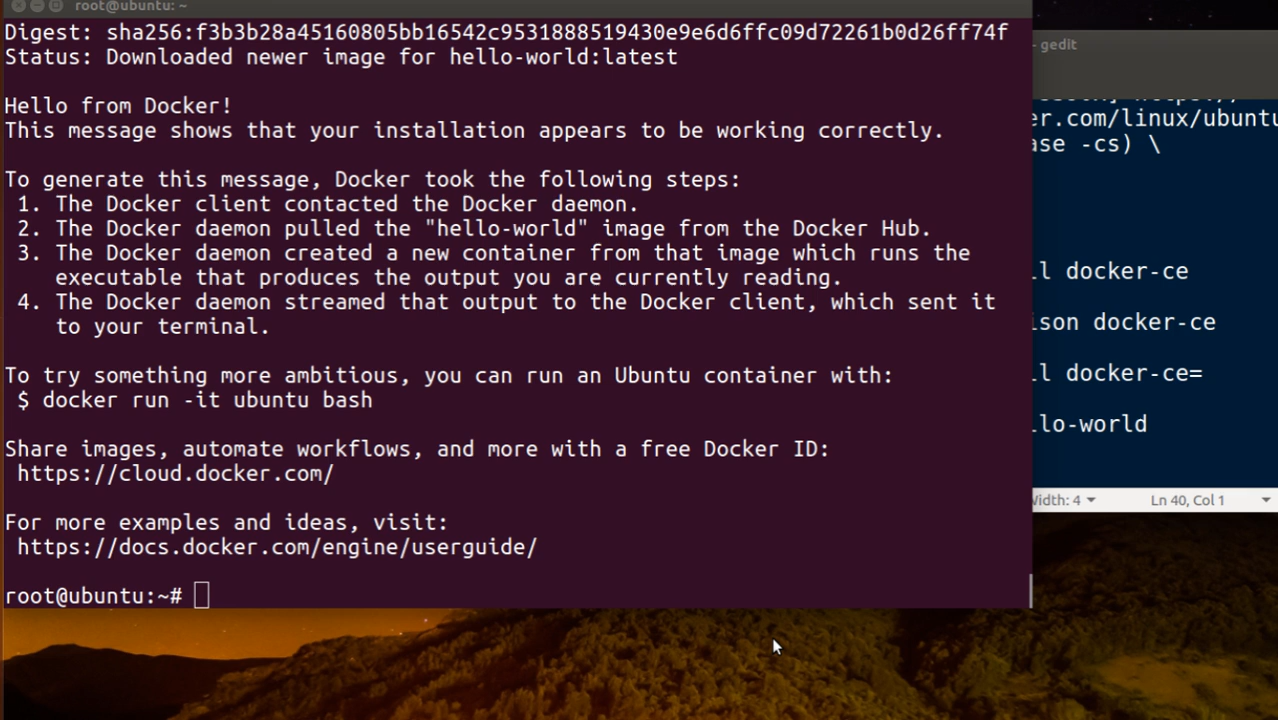 root@ubuntu: ~
Digest: sha256:f3b3b28a45160805bb16542c9531888519430e9e6d6ffc09d72261b0d26ff74f
Status: Downloaded newer image for hello-world:latest
Hello from Docker!
This message shows that your installation appears to be working correctly.
To generate this message, Docker took the following steps:
1. The Docker client contacted the Docker daemon.
2. The Docker daemon pulled the "hello-world" image from the Docker Hub.
3. The Docker daemon created a new container from that image which runs the
executable that produces the output you are currently reading.
4. The Docker daemon streamed that output to the Docker client, which sent it
to your terminal.
To try something more ambitious, you can run an Ubuntu container with:
$ docker run -it ubuntu bash
Share images, automate workflows, and more with a free Docker ID:
https://cloud.docker.com/
For more examples and ideas, visit:
https://docs.docker.com/engine/userguide/
root@ubuntu:~#
- gedit
er.com/linux/ubuntu
ase -cs) \
ll docker-ce
ison docker-ce
ll docker-ce=
lo-world
Width: 4
Ln 40, Col 1